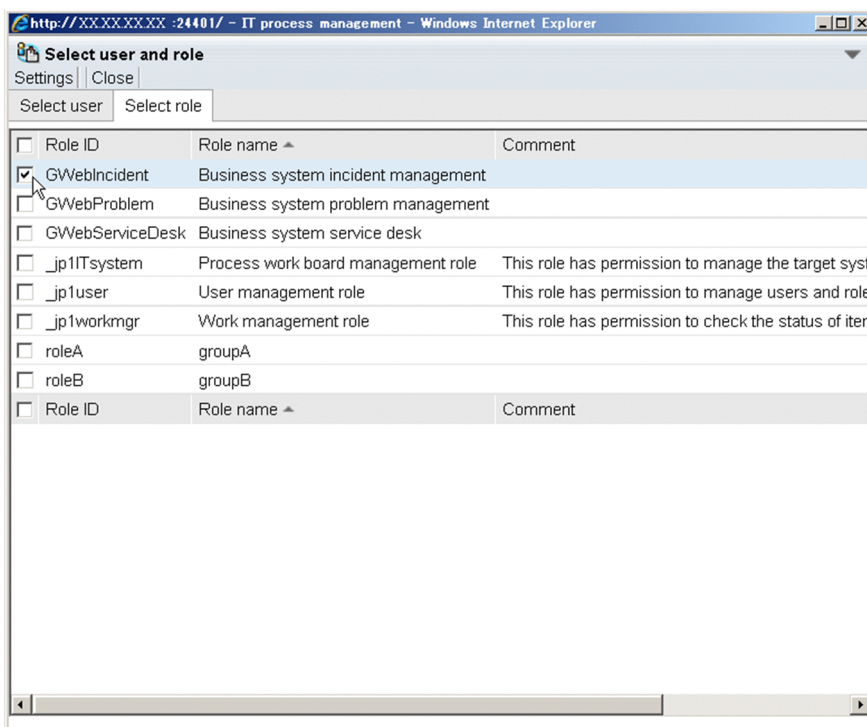 http://XX.XX.XX.XX :24401/ - IT process management - Windows Internet Explorer
Select user and role
Settings Close
Select user Select role
Role ID Role name Comment
GWebIncident Business system incident management
GWebProblem Business system problem management
GWebServiceDesk Business system service desk
_jp1ITsystem Process work board management role This role has permission to manage the target syst
_jp1user User management role This role has permission to manage users and role
_jp1workmgr Work management role This role has permission to check the status of iter
roleA groupA
roleB groupB
Role ID Role name Comment